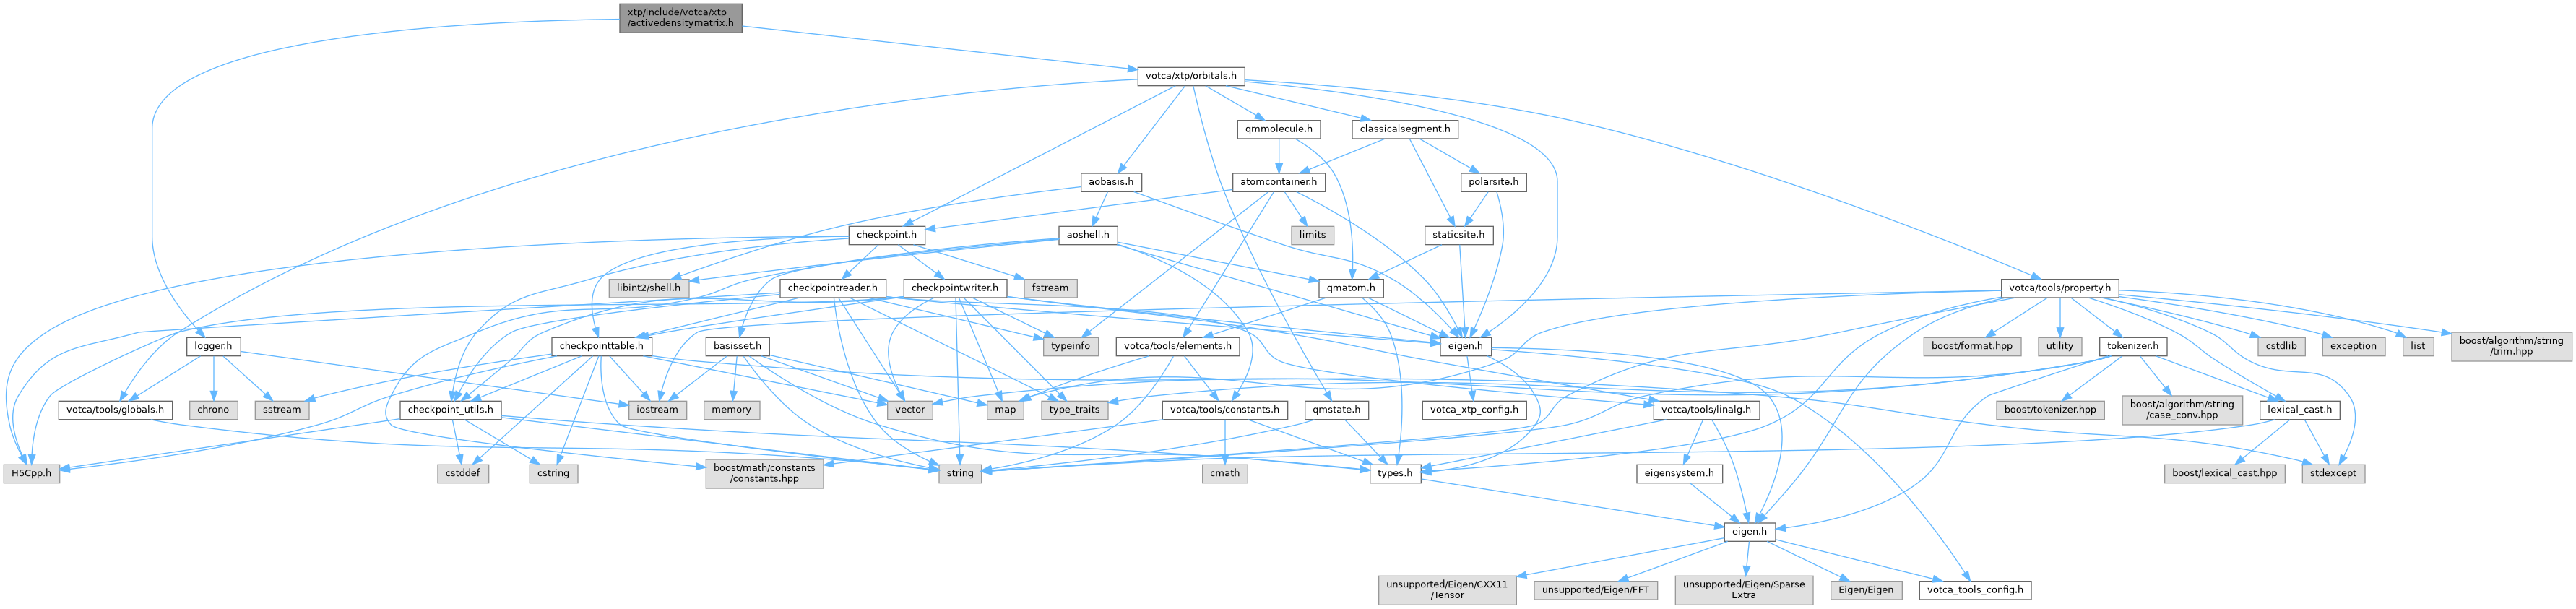 xtp/include/votca/xtp
/activedensitymatrix.h
votca/xtp/orbitals.h
qmmolecule.h
classicalsegment.h
aobasis.h
atomcontainer.h
polarsite.h
checkpoint.h
aoshell.h
limits
staticsite.h
libint2/shell.h
checkpointreader.h
checkpointwriter.h
fstream
qmatom.h
votca/tools/property.h
logger.h
checkpointtable.h
basisset.h
typeinfo
votca/tools/elements.h
eigen.h
boost/format.hpp
utility
tokenizer.h
cstdlib
exception
list
boost/algorithm/string
/trim.hpp
votca/tools/globals.h
chrono
sstream
checkpoint_utils.h
iostream
memory
vector
map
type_traits
votca/tools/constants.h
qmstate.h
votca_xtp_config.h
votca/tools/linalg.h
boost/tokenizer.hpp
boost/algorithm/string
/case_conv.hpp
lexical_cast.h
H5Cpp.h
cstddef
cstring
boost/math/constants
/constants.hpp
string
cmath
types.h
eigensystem.h
boost/lexical_cast.hpp
stdexcept
eigen.h
unsupported/Eigen/CXX11
/Tensor
unsupported/Eigen/FFT
unsupported/Eigen/Sparse
Extra
Eigen/Eigen
votca_tools_config.h